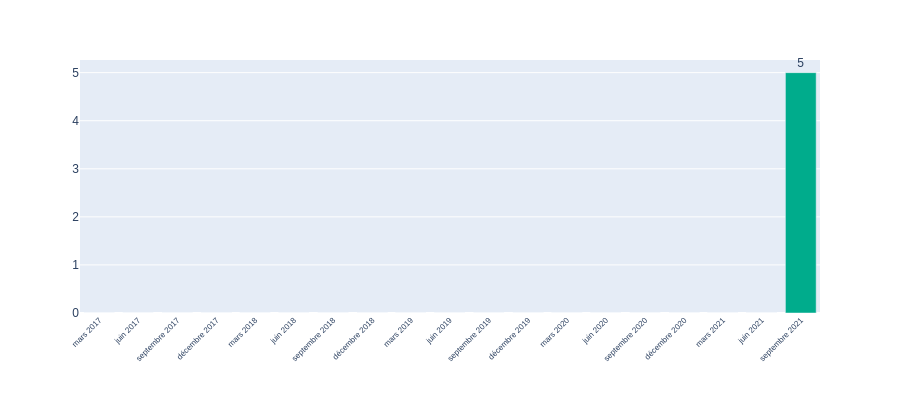 5
5
4
3
2
1
0
mars 2017
juin 2017
septembre 2017
décembre 2017
mars 2018
juin 2018
septembre 2018
décembre 2018
mars 2019
juin 2019
septembre 2019
décembre 2019
mars 2020
juin 2020
septembre 2020
décembre 2020
mars 2021
juin 2021
septembre 2021